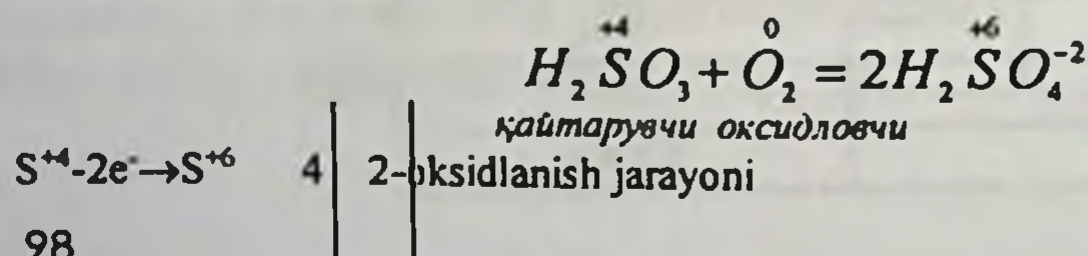 H₂S⁺⁴O₃ + O₂⁰ = 2H₂S⁺⁶O₄⁻²
қайтарувчи оксидловчи
S⁺⁴-2e⁻→S⁺⁶ 4 | 2-oksidlanish jarayoni
98